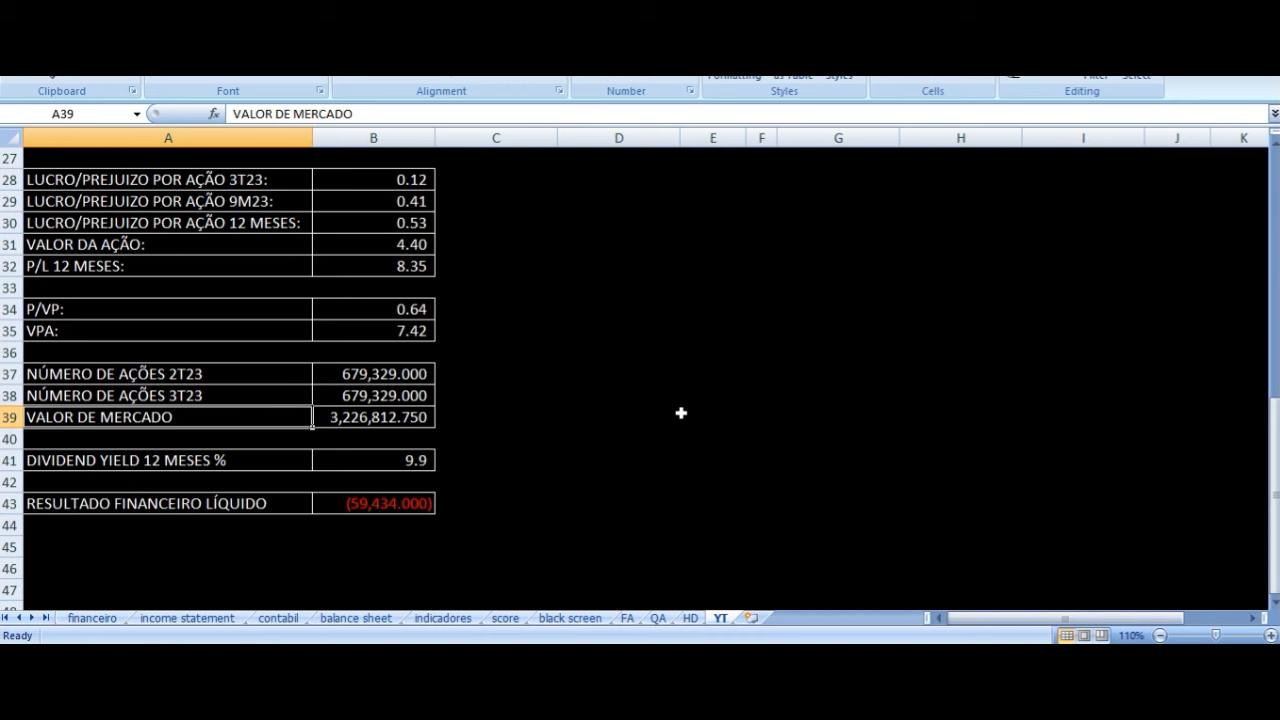 Clipboard Font Alignment Number Styles Cells Editing
A39 fx VALOR DE MERCADO
A B C D E F G H I J K
27
28 LUCRO/PREJUIZO POR AÇÃO 3T23: 0.12
29 LUCRO/PREJUIZO POR AÇÃO 9M23: 0.41
30 LUCRO/PREJUIZO POR AÇÃO 12 MESES: 0.53
31 VALOR DA AÇÃO: 4.40
32 P/L 12 MESES: 8.35
33
34 P/VP: 0.64
35 VPA: 7.42
36
37 NÚMERO DE AÇÕES 2T23 679,329.000
38 NÚMERO DE AÇÕES 3T23 679,329.000
39 VALOR DE MERCADO 3,226,812.750
40
41 DIVIDEND YIELD 12 MESES % 9.9
42
43 RESULTADO FINANCEIRO LÍQUIDO (59,434.000)
44
45
46
47
financeiro income statement contabil balance sheet indicadores score black screen FA QA HD YT
Ready 110%